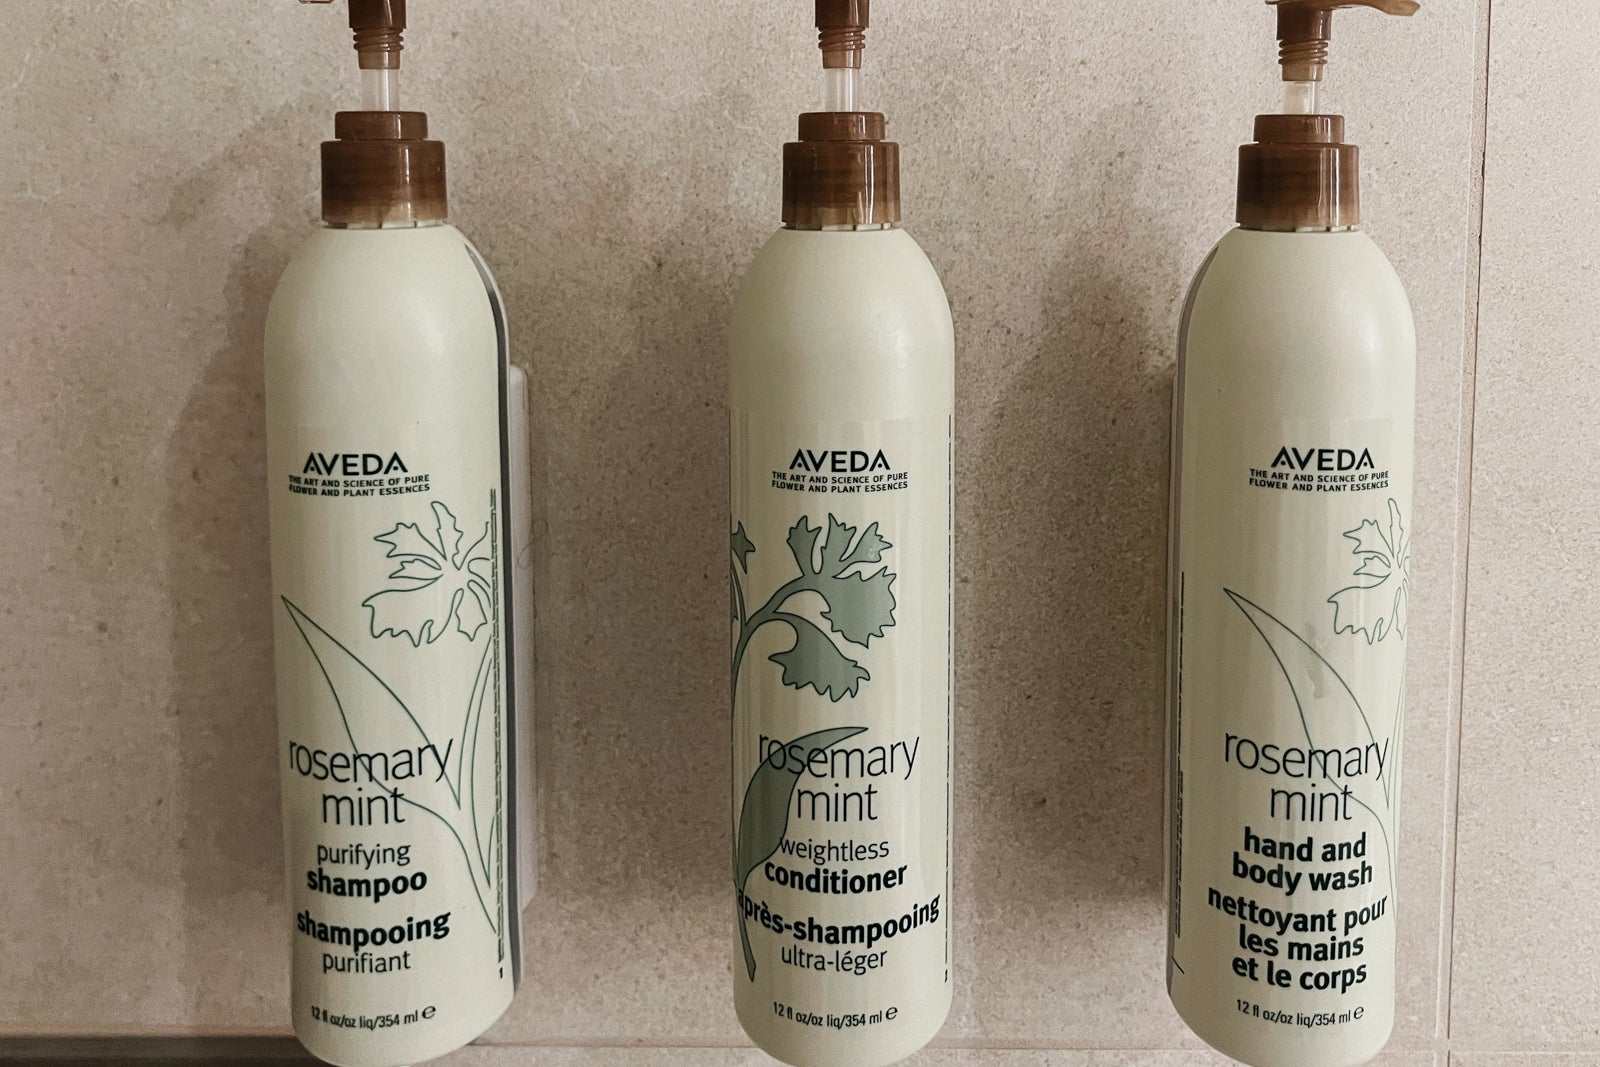 AVEDA
THE ART AND SCIENCE OF PURE
FLOWER AND PLANT ESSENCES
rosemary
mint
purifying
shampoo
shampooing
purifiant
12 fl oz/oz liq/354 ml e
AVEDA
THE ART AND SCIENCE OF PURE
FLOWER AND PLANT ESSENCES
rosemary
mint
weightless
conditioner
après-shampooing
ultra-léger
12 fl oz/oz liq/354 ml e
AVEDA
THE ART AND SCIENCE OF PURE
FLOWER AND PLANT ESSENCES
rosemary
mint
hand and
body wash
nettoyant pour
les mains
et le corps
12 fl oz/oz liq/354 ml e